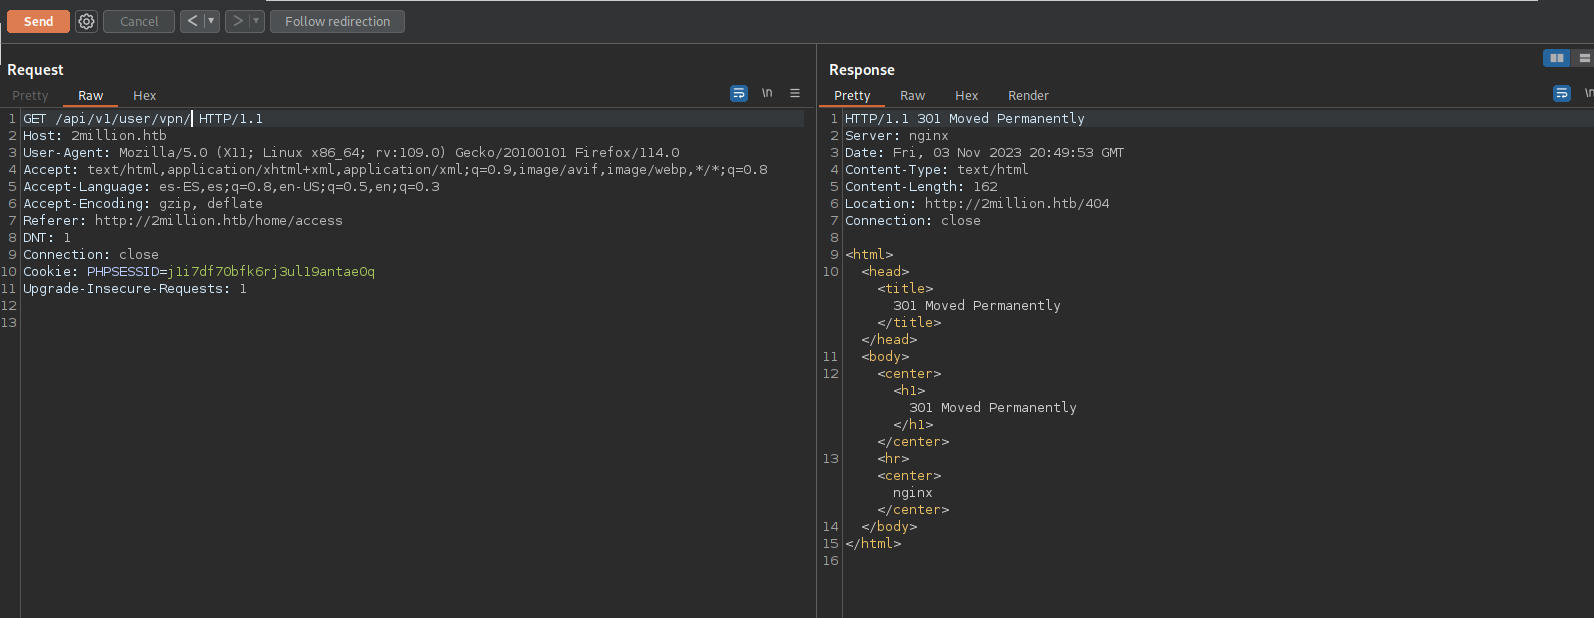 Send Cancel < > Follow redirection
Request
Pretty Raw Hex \n
1 GET /api/v1/user/vpn/ HTTP/1.1
2 Host: 2million.htb
3 User-Agent: Mozilla/5.0 (X11; Linux x86_64; rv:109.0) Gecko/20100101 Firefox/114.0
4 Accept: text/html,application/xhtml+xml,application/xml;q=0.9,image/avif,image/webp,*/*;q=0.8
5 Accept-Language: es-ES,es;q=0.8,en-US;q=0.5,en;q=0.3
6 Accept-Encoding: gzip, deflate
7 Referer: http://2million.htb/home/access
8 DNT: 1
9 Connection: close
10 Cookie: PHPSESSID=j1i7df70bfk6rj3ul19antae0q
11 Upgrade-Insecure-Requests: 1
12
13
Response
Pretty Raw Hex Render \n
1 HTTP/1.1 301 Moved Permanently
2 Server: nginx
3 Date: Fri, 03 Nov 2023 20:49:53 GMT
4 Content-Type: text/html
5 Content-Length: 162
6 Location: http://2million.htb/404
7 Connection: close
8
9 <html>
10 <head>
<title>
301 Moved Permanently
</title>
</head>
11 <body>
12 <center>
<h1>
301 Moved Permanently
</h1>
</center>
13 <hr>
<center>
nginx
</center>
14 </body>
15 </html>
16